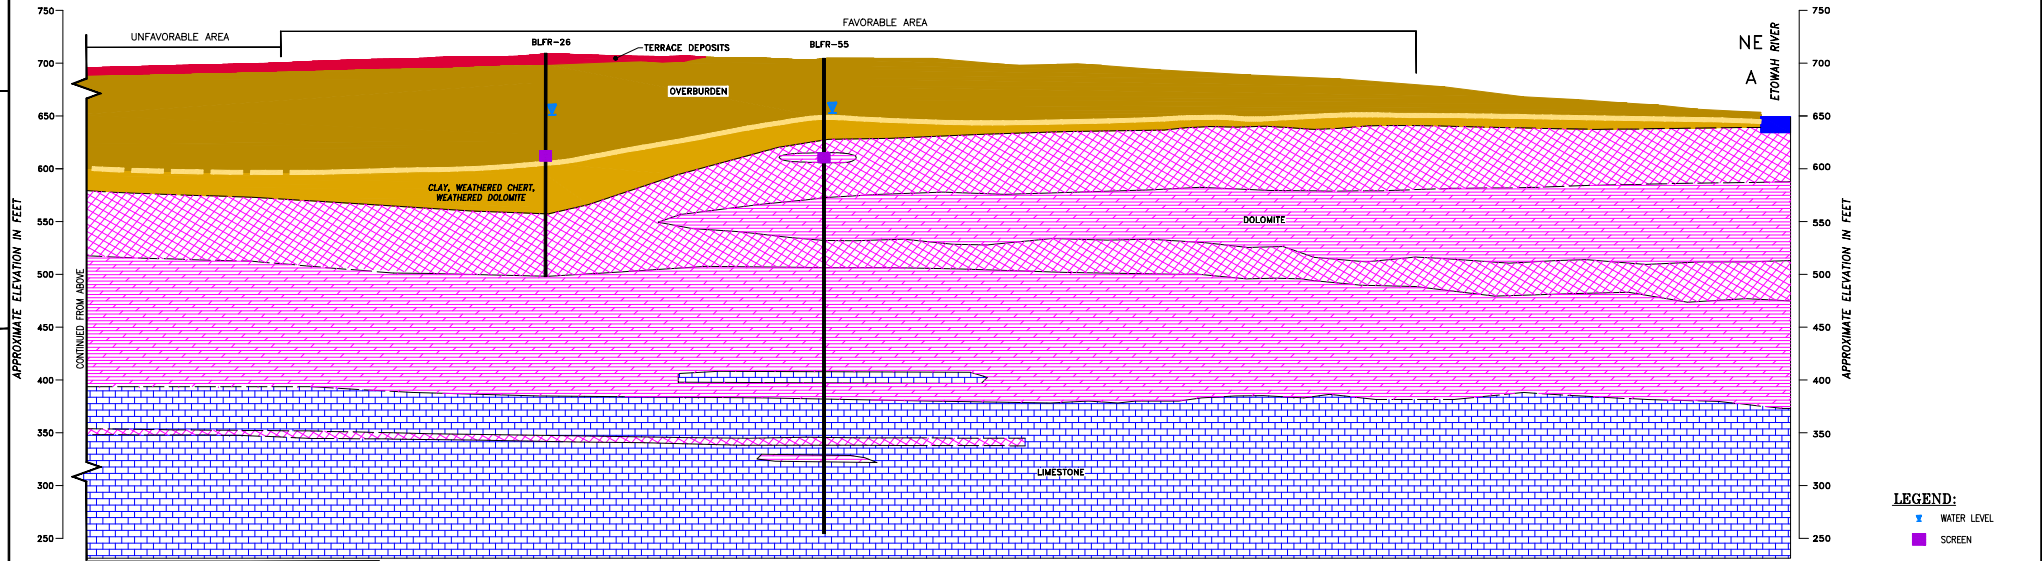 750
700
650
600
550
500
450
400
350
300
250
APPROXIMATE ELEVATION IN FEET
CONTINUED FROM ABOVE
UNFAVORABLE AREA
FAVORABLE AREA
BLFR-26
TERRACE DEPOSITS
BLFR-55
OVERBURDEN
CLAY, WEATHERED CHERT,
WEATHERED DOLOMITE
DOLOMITE
LIMESTONE
NE
A
ETOWAH RIVER
750
700
650
600
550
500
450
400
350
300
250
APPROXIMATE ELEVATION IN FEET
LEGEND:
WATER LEVEL
SCREEN